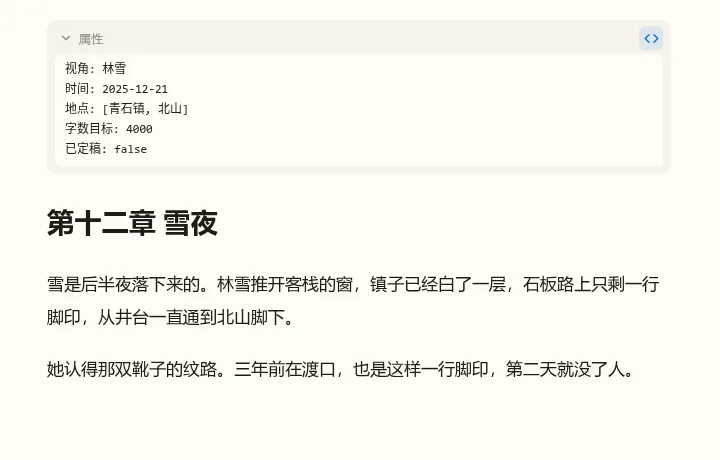 属性
视角: 林雪
时间: 2025-12-21
地点: [青石镇, 北山]
字数目标: 4000
已定稿: false
第十二章 雪夜
雪是后半夜落下来的。林雪推开客栈的窗，镇子已经白了一层，石板路上只剩一行
脚印，从井台一直通到北山脚下。
她认得那双靴子的纹路。三年前在渡口，也是这样一行脚印，第二天就没了人。